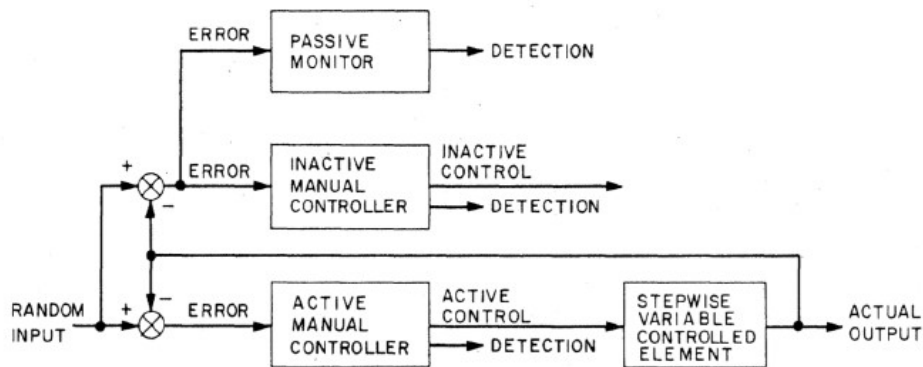 ERROR
PASSIVE
MONITOR
DETECTION
+
ERROR
INACTIVE
MANUAL
CONTROLLER
INACTIVE
CONTROL
DETECTION
−
RANDOM
INPUT
+
−
ERROR
ACTIVE
MANUAL
CONTROLLER
ACTIVE
CONTROL
DETECTION
STEPWISE
VARIABLE
CONTROLLED
ELEMENT
ACTUAL
OUTPUT